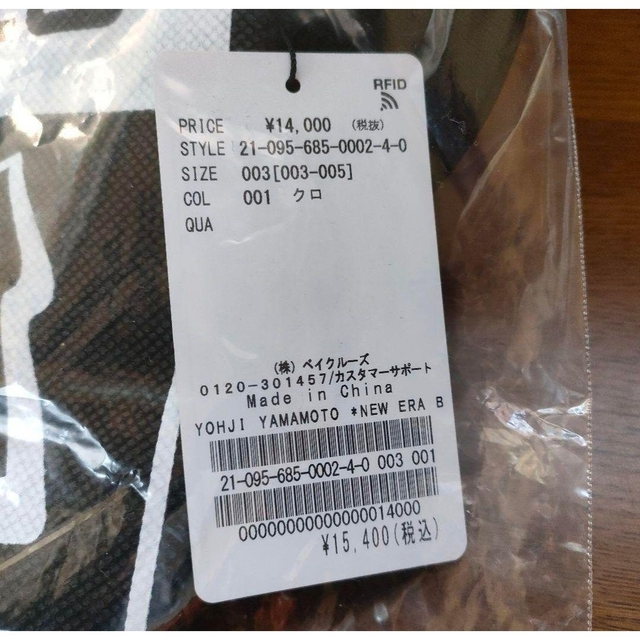 RFID
PRICE ¥14,000 (税抜)
STYLE 21-095-685-0002-4-0
SIZE 003[003-005]
COL 001 クロ
QUA
(株) ベイクルーズ
0120-301457/カスタマーサポート
Made in China
YOHJI YAMAMOTO *NEW ERA B
21-095-685-0002-4-0 003 001
00000000000000014000
¥15,400(税込)